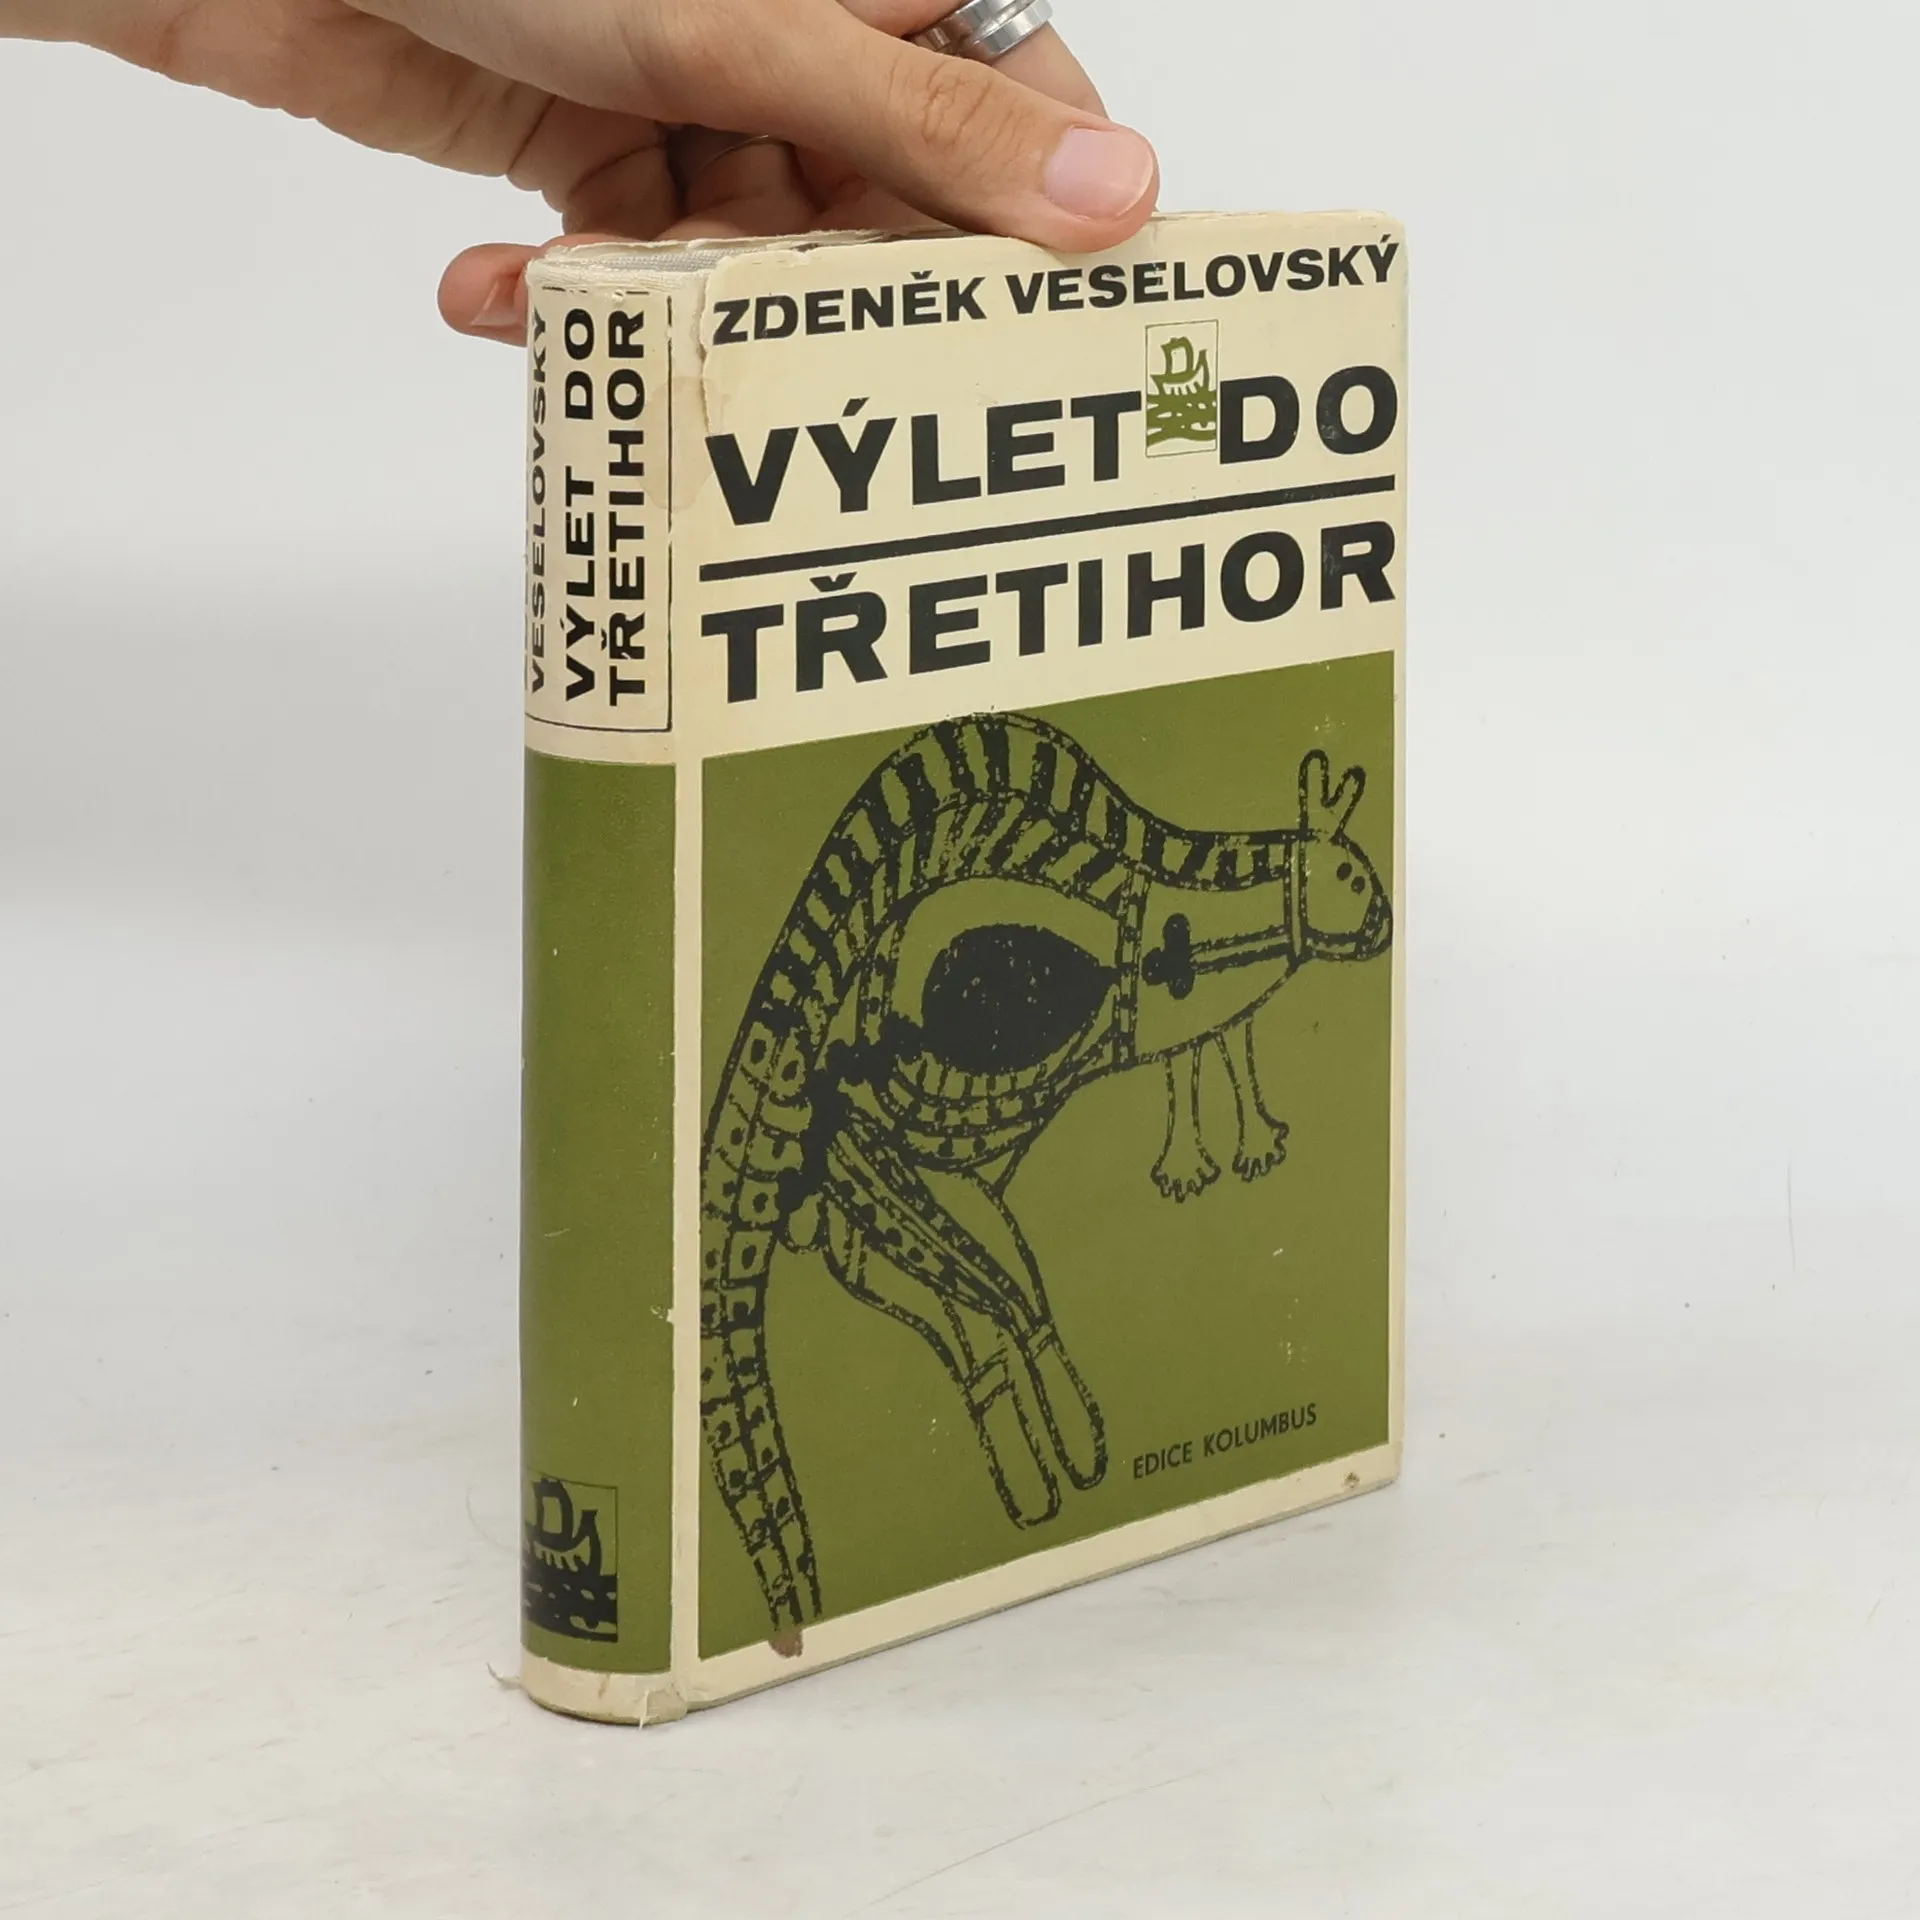 ZDENĚK VESELOVSKÝ
VÝLET DO
TŘETIHOR
EDICE KOLUMBUS
VESELOVSKÝ
VÝLET DO
TŘETIHOR